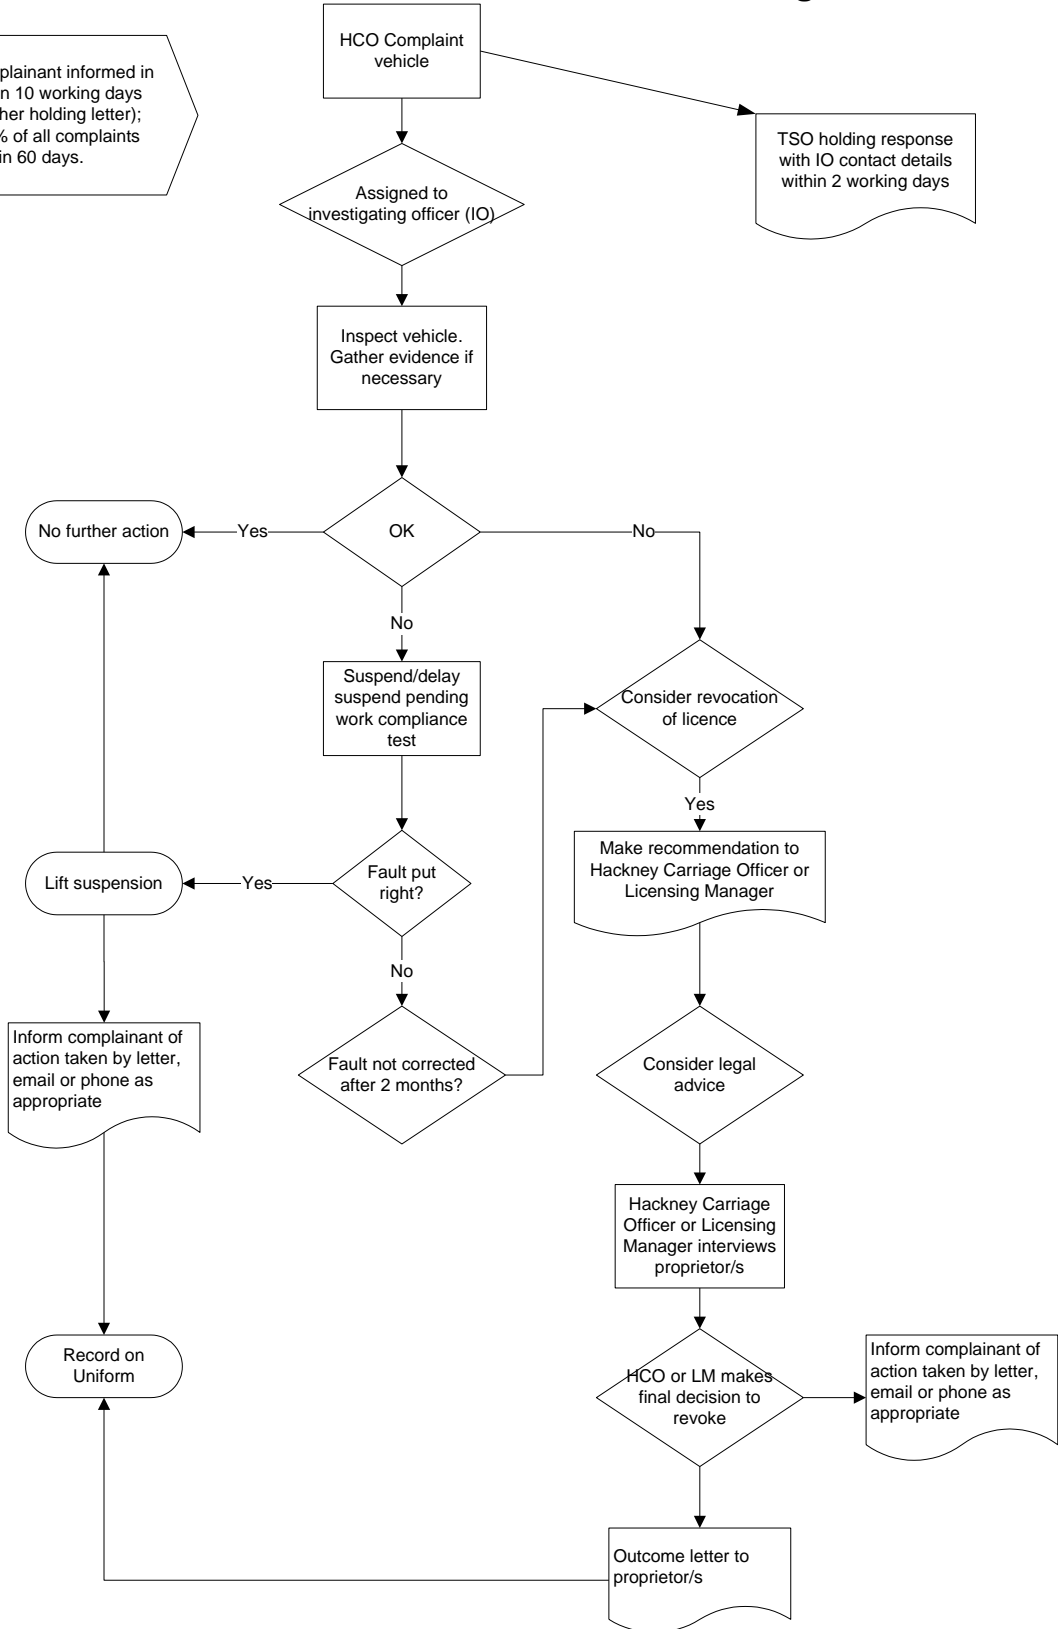 HCO Complaint
vehicle
informed in
10 working days
holding letter);
of all complaints
in 60 days.
TSO holding response
with IO contact details
within 2 working days
Assigned to
investigating officer (IO)
Inspect vehicle.
Gather evidence if
necessary
No further action
Yes
OK
No
No
Suspend/delay
suspend pending
work compliance
test
Consider revocation
of licence
Yes
Make recommendation to
Hackney Carriage Officer or
Licensing Manager
Lift suspension
Yes
Fault put
right?
No
Inform complainant of
action taken by letter,
email or phone as
appropriate
Fault not corrected
after 2 months?
Consider legal
advice
Hackney Carriage
Officer or Licensing
Manager interviews
proprietor/s
Record on
Uniform
HCO or LM makes
final decision to
revoke
Inform complainant of
action taken by letter,
email or phone as
appropriate
Outcome letter to
proprietor/s